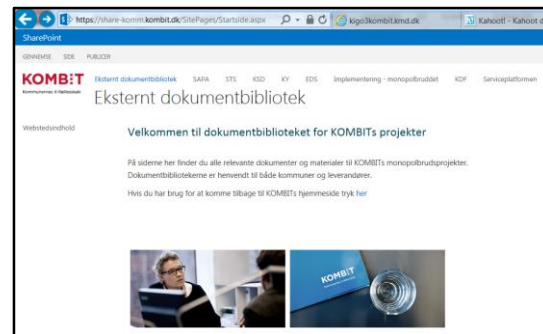 https://share-komm.kombit.dk/SitePages/Startside.aspx
kigo3kombit.kmd.dk
Kahoot! - Kahoot
SharePoint
GENNEMSE SIDE PUBLICER
KOMBIT
Eksternt dokumentbibliotek SAPA STS KSD KY EDS Implementering - monopolbruddet KDF Serviceplatformen
Eksternt dokumentbibliotek
Webstedsindhold
Velkommen til dokumentbiblioteket for KOMBITs projekter
På siderne her finder du alle relevante dokumenter og materialer til KOMBITs monopolbrudsprojekter.
Dokumentbibliotekerne er henvendt til både kommuner og leverandører.
Hvis du har brug for at komme tilbage til KOMBITs hjemmeside tryk her
KOMBIT